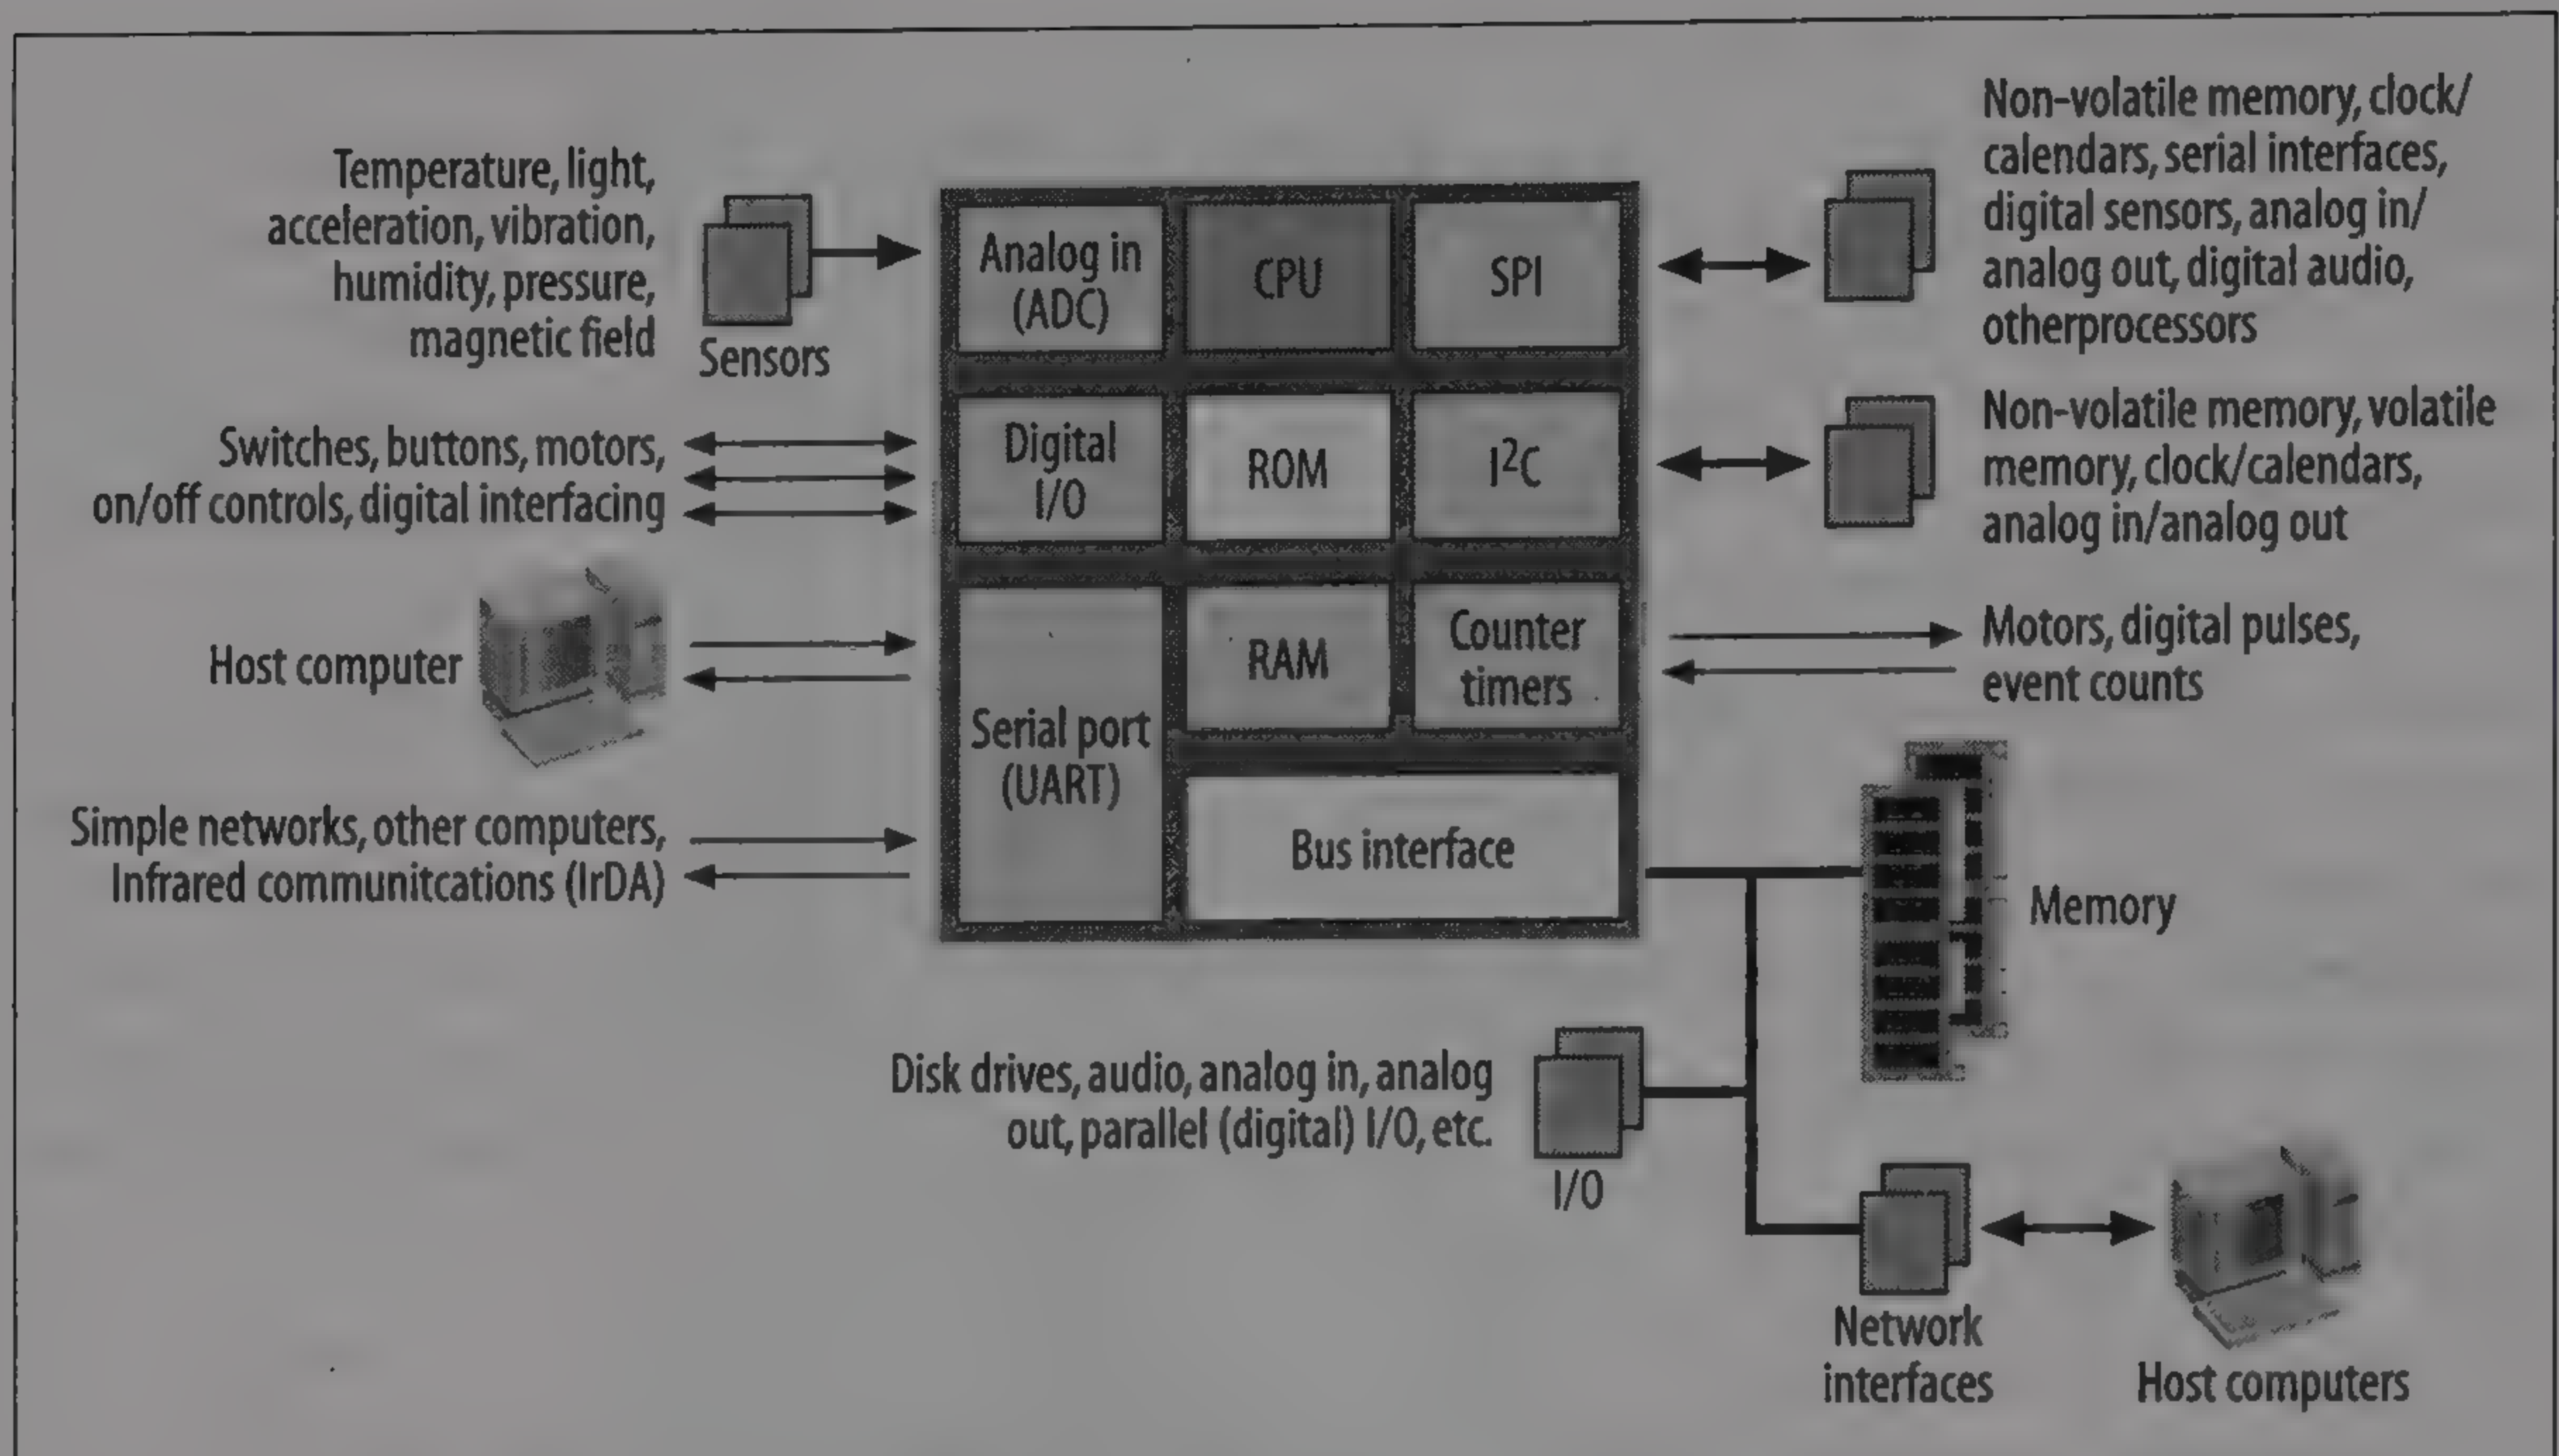 Temperature, light,
acceleration, vibration,
humidity, pressure,
magnetic field
Sensors
Switches, buttons, motors,
on/off controls, digital interfacing
Host computer
Simple networks, other computers,
Infrared communitcations (IrDA)
Analog in
(ADC)
CPU
SPI
Digital
I/O
ROM
I²C
Serial port
(UART)
RAM
Counter
timers
Bus interface
Non-volatile memory, clock/
calendars, serial interfaces,
digital sensors, analog in/
analog out, digital audio,
otherprocessors
Non-volatile memory, volatile
memory, clock/calendars,
analog in/analog out
Motors, digital pulses,
event counts
Memory
Disk drives, audio, analog in, analog
out, parallel (digital) I/O, etc.
I/O
Network
interfaces
Host computers